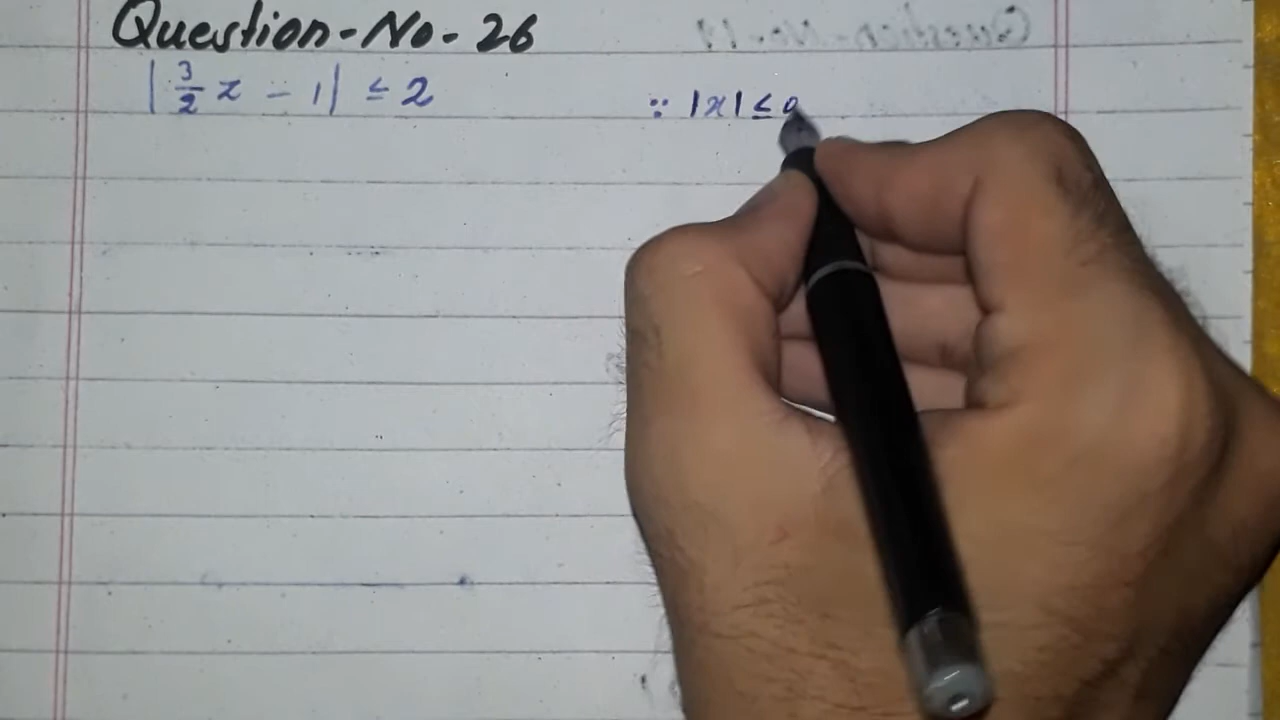 Question-No-26
|3/2 z - 1| ≤ 2
∵ |x| ≤ a